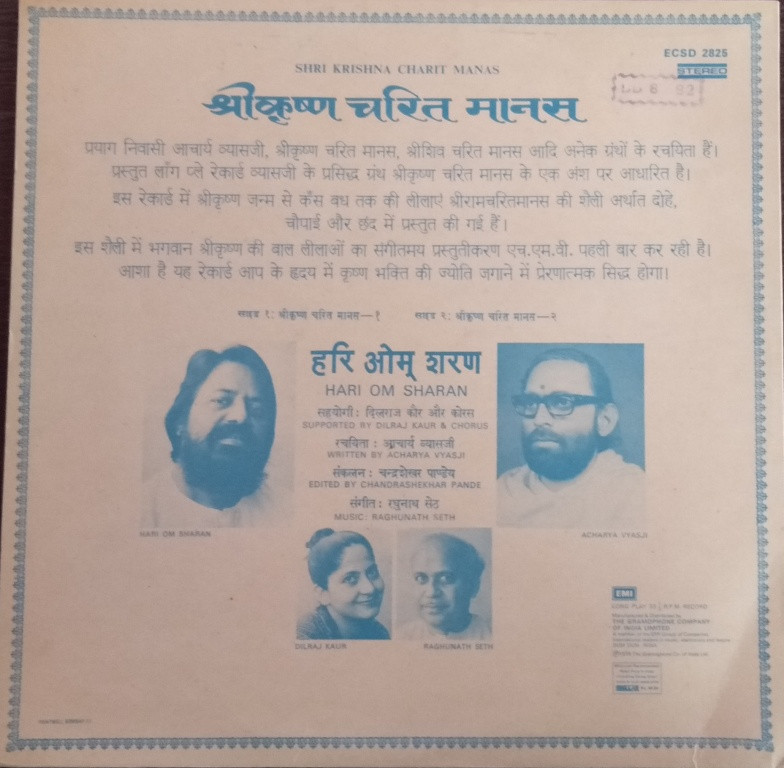 ECSD 2825
STEREO
SHRI KRISHNA CHARIT MANAS
श्रीकृष्ण चरित मानस
प्रयाग निवासी आचार्य व्यासजी, श्रीकृष्ण चरित मानस, श्रीशिव चरित मानस आदि अनेक ग्रंथों के रचयिता हैं।
प्रस्तुत लाँग प्ले रेकार्ड व्यासजी के प्रसिद्ध ग्रंथ श्रीकृष्ण चरित मानस के एक अंश पर आधारित है।
इस रेकार्ड में श्रीकृष्ण जन्म से कँस बध तक की लीलाएं श्रीरामचरितमानस की शैली अर्थात दोहे,
चौपाई और छंद में प्रस्तुत की गई हैं।
इस शैली में भगवान श्रीकृष्ण की बाल लीलाओं का संगीतमय प्रस्तुतीकरण एच.एम.वी. पहली बार कर रही है।
आशा है यह रेकार्ड आप के हृदय में कृष्ण भक्ति की ज्योति जगाने में प्रेरणात्मक सिद्ध होगा।
खण्ड १: श्रीकृष्ण चरित मानस—१ खण्ड २: श्रीकृष्ण चरित मानस—२
हरि ओम् शरण
HARI OM SHARAN
सहयोगी: दिलराज कौर और कोरस
SUPPORTED BY DILRAJ KAUR & CHORUS
रचयिता: आचार्य व्यासजी
WRITTEN BY ACHARYA VYASJI
संकलन: चन्द्रशेखर पाण्डेय
EDITED BY CHANDRASHEKHAR PANDE
संगीत: रघुनाथ सेठ
MUSIC: RAGHUNATH SETH
HARI OM SHARAN
ACHARYA VYASJI
DILRAJ KAUR
RAGHUNATH SETH
EMI
LONG PLAY 33⅓ R.P.M. RECORD
Manufactured & Distributed by
THE GRAMOPHONE COMPANY
OF INDIA LIMITED